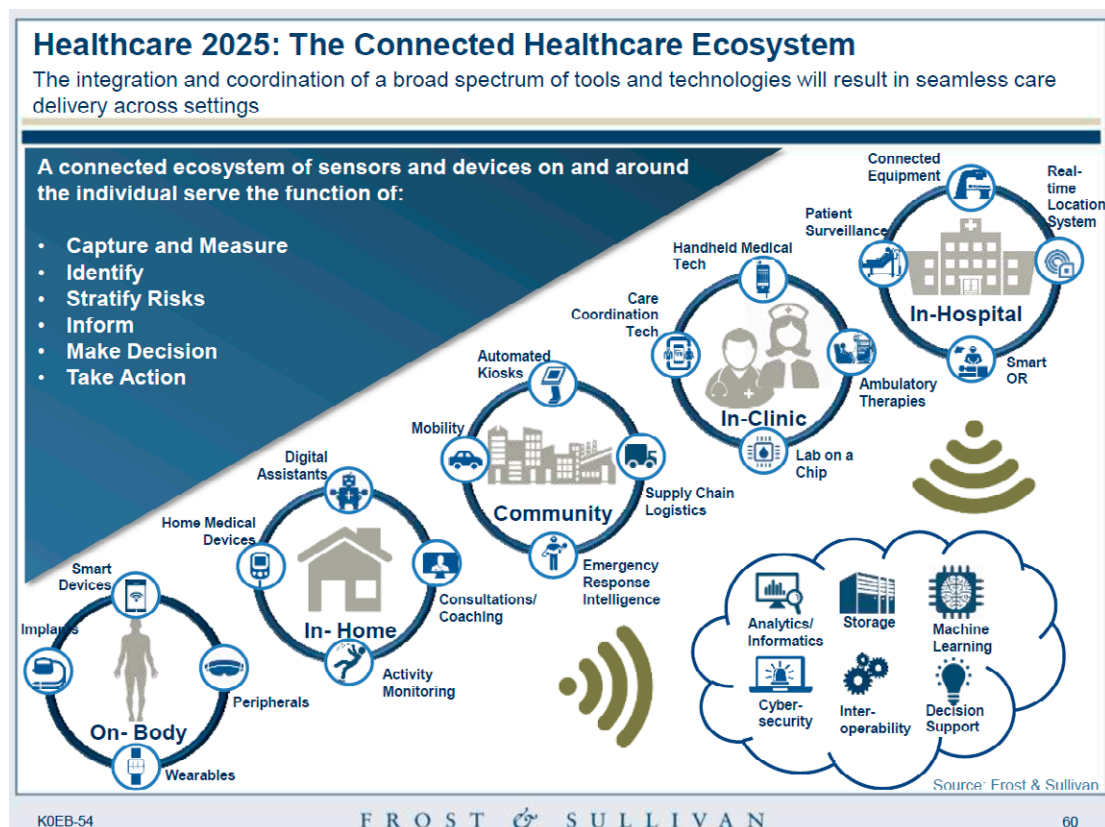 Healthcare 2025: The Connected Healthcare Ecosystem
The integration and coordination of a broad spectrum of tools and technologies will result in seamless care
delivery across settings
A connected ecosystem of sensors and devices on and around
the individual serve the function of:
• Capture and Measure
• Identify
• Stratify Risks
• Inform
• Make Decision
• Take Action
Connected
Equipment
Real-
time
Location
System
Patient
Surveillance
In-Hospital
Smart
OR
Handheld Medical
Tech
Care
Coordination
Tech
In-Clinic
Ambulatory
Therapies
Lab on a
Chip
Automated
Kiosks
Mobility
Community
Supply Chain
Logistics
Emergency
Response
Intelligence
Digital
Assistants
Home Medical
Devices
In- Home
Consultations/
Coaching
Activity
Monitoring
Smart
Devices
Implants
On- Body
Peripherals
Wearables
Analytics/
Informatics
Storage
Machine
Learning
Cyber-
security
Inter-
operability
Decision
Support
Source: Frost & Sullivan
K0EB-54
FROST & SULLIVAN
60